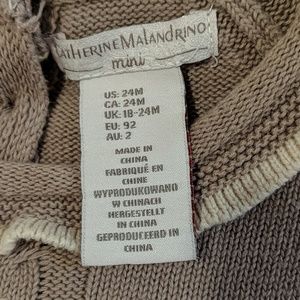 CATHERINE MALANDRINO
mini
US: 24M
CA: 24M
UK: 18-24M
EU: 92
AU: 2
MADE IN
CHINA
FABRIQUÉ EN
CHINE
WYPRODUKOWANO
W CHINACH
HERGESTELLT
IN CHINA
GEPRODUCEERD IN
CHINA